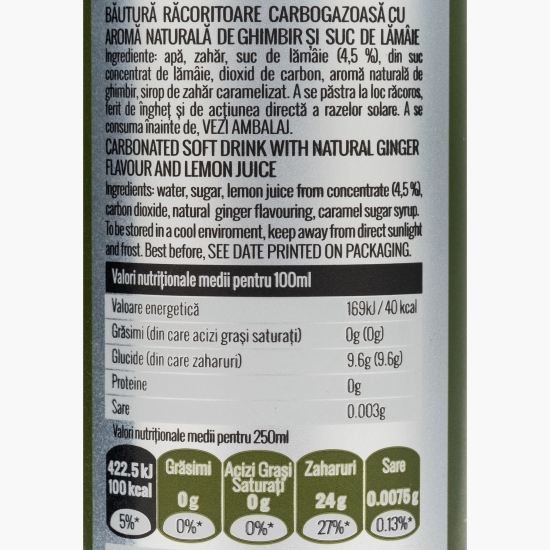 BĂUTURĂ RĂCORITOARE CARBOGAZOASĂ CU
AROMĂ NATURALĂ DE GHIMBIR ȘI SUC DE LĂMÂIE
Ingrediente: apă, zahăr, suc de lămâie (4,5 %), din suc
concentrat de lămâie, dioxid de carbon, aromă naturală de
ghimbir, sirop de zahăr caramelizat. A se păstra la loc răcoros,
ferit de îngheț și de acțiunea directă a razelor solare. A se
consuma înainte de, VEZI AMBALAJ.
CARBONATED SOFT DRINK WITH NATURAL GINGER
FLAVOUR AND LEMON JUICE
Ingredients: water, sugar, lemon juice from concentrate (4,5 %),
carbon dioxide, natural ginger flavouring, caramel sugar syrup.
To be stored in a cool enviroment, keep away from direct sunlight
and frost. Best before, SEE DATE PRINTED ON PACKAGING.
Valori nutriționale medii pentru 100ml
Valoare energetică 169kJ / 40 kcal
Grăsimi (din care acizi grași saturați) 0g (0g)
Glucide (din care zaharuri) 9.6g (9.6g)
Proteine 0g
Sare 0.003g
Valori nutriționale medii pentru 250ml
422.5 kJ
100 kcal
5%*
Grăsimi
0 g
0%*
Acizi Grași
Saturați
0 g
0%*
Zaharuri
24 g
27%*
Sare
0.0075 g
0.13%*